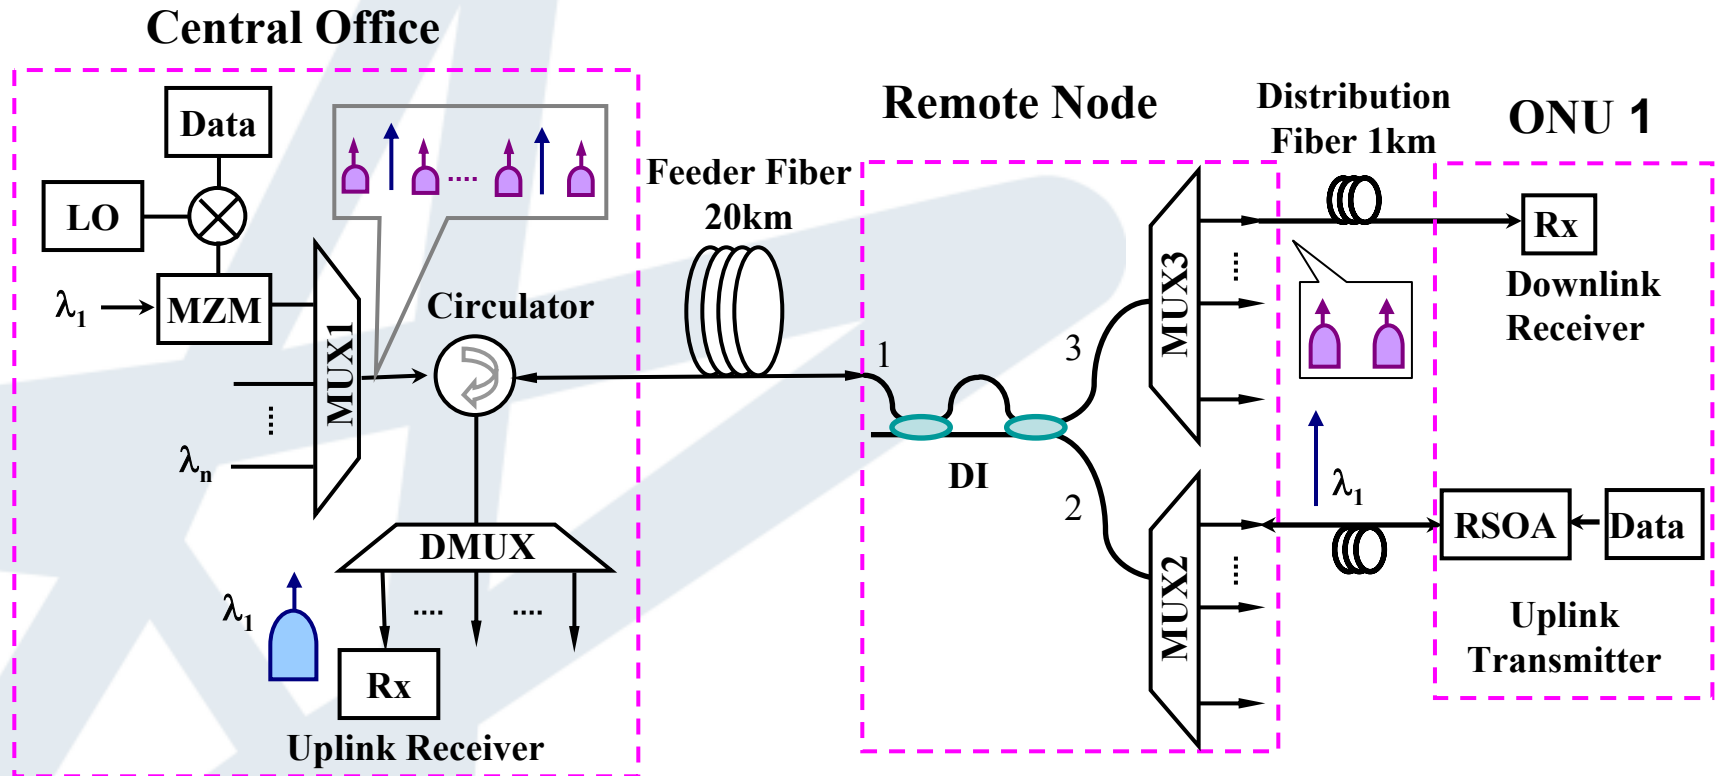 Central Office
Data
LO
λ1
MZM
MUX1
....
λn
Circulator
.... 
DMUX
.... ....
λ1
Rx
Uplink Receiver
Feeder Fiber
20km
Remote Node
1
DI
3
2
MUX3
....
MUX2
....
Distribution
Fiber 1km
ONU 1
Rx
Downlink
Receiver
λ1
RSOA
Data
Uplink
Transmitter